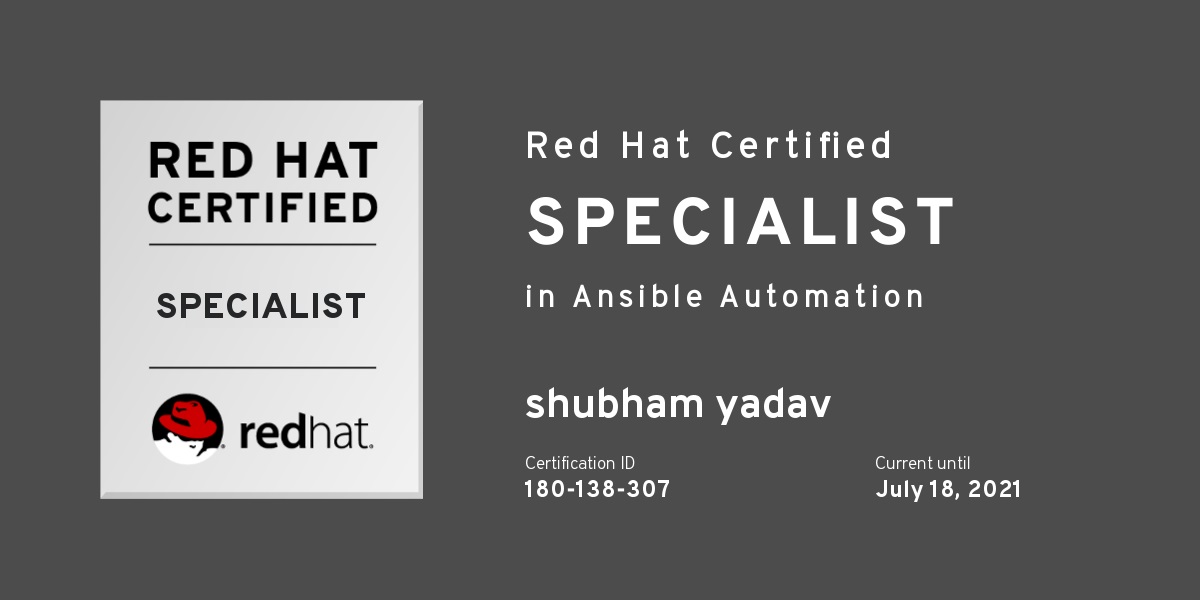 RED HAT
CERTIFIED
SPECIALIST
redhat.
Red Hat Certified
SPECIALIST
in Ansible Automation
shubham yadav
Certification ID
180-138-307
Current until
July 18, 2021